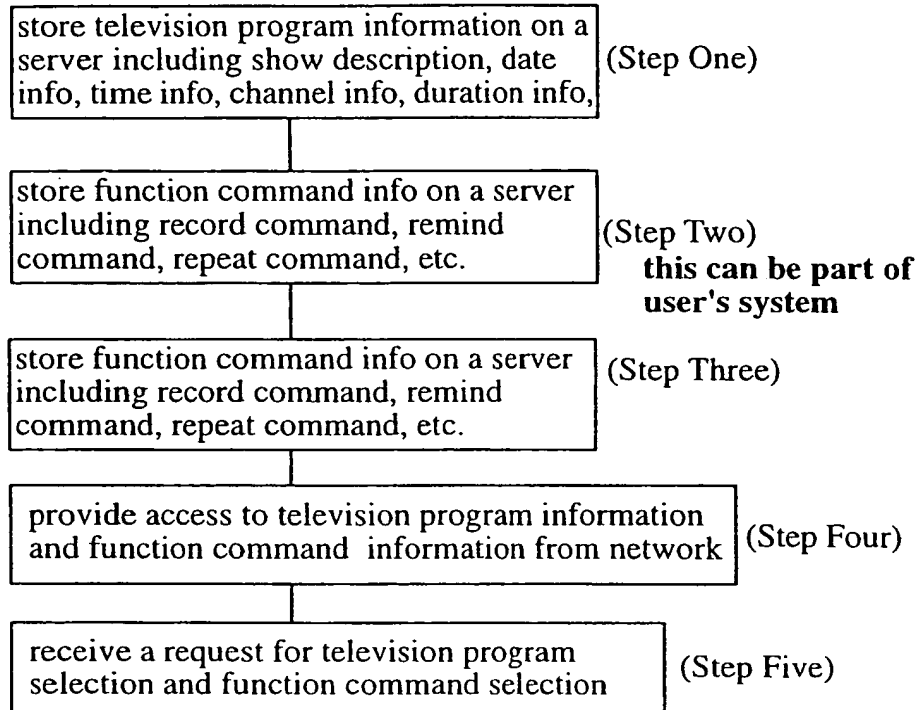 store television program information on a
server including show description, date
info, time info, channel info, duration info,
(Step One)
store function command info on a server
including record command, remind
command, repeat command, etc.
(Step Two)
this can be part of
user's system
store function command info on a server
including record command, remind
command, repeat command, etc.
(Step Three)
provide access to television program information
and function command information from network
(Step Four)
receive a request for television program
selection and function command selection
(Step Five)